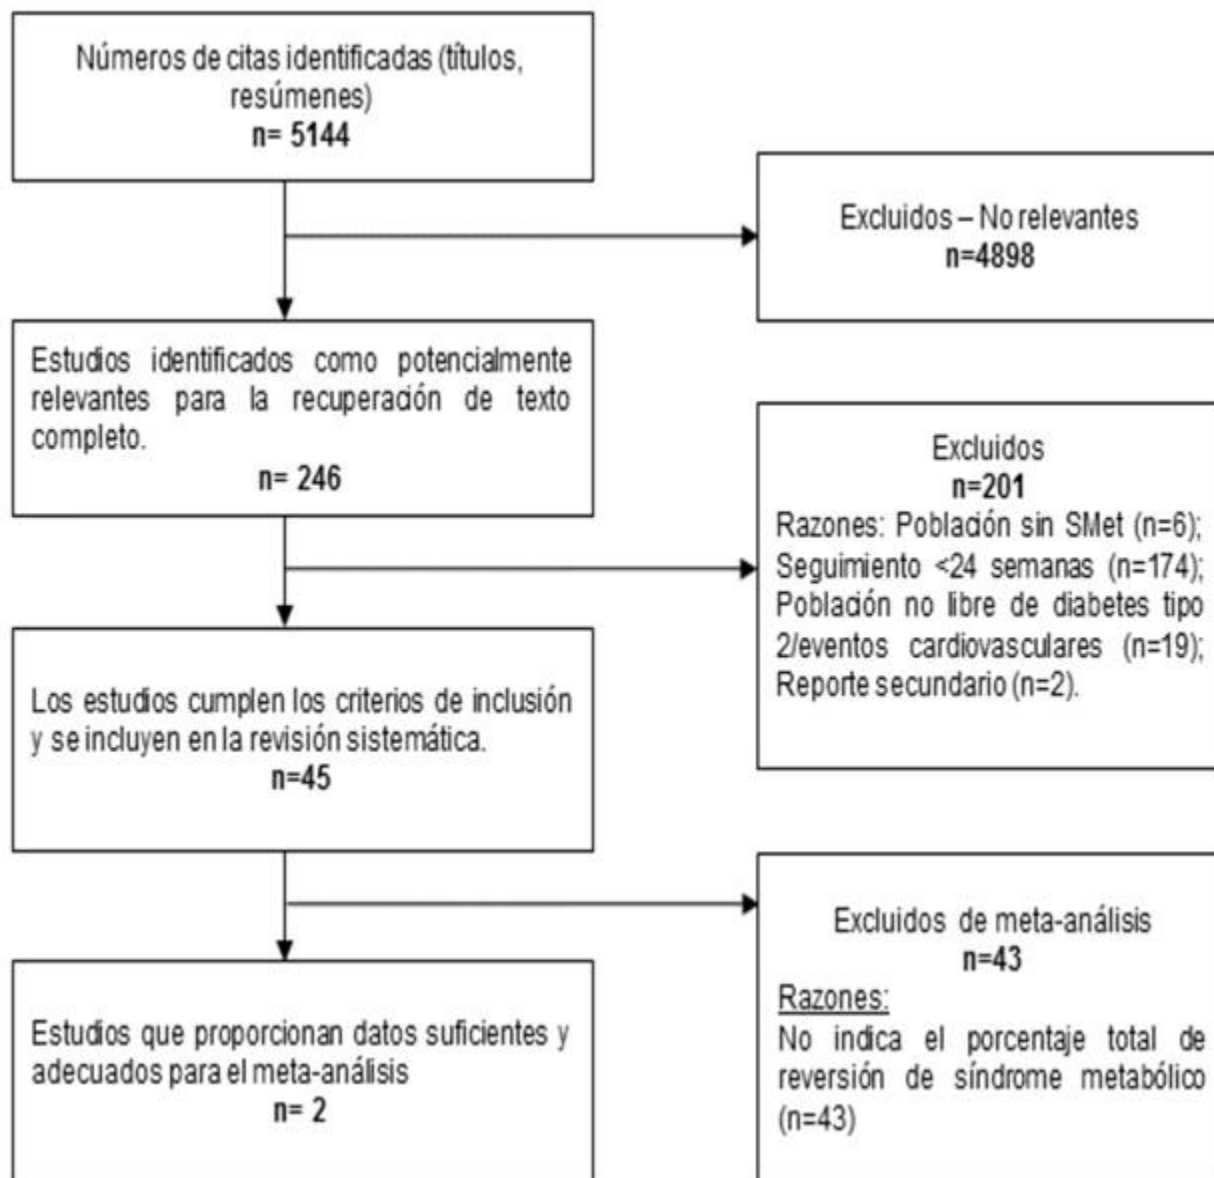 Números de citas identificadas (títulos,
resúmenes)
n= 5144
Excluidos – No relevantes
n=4898
Estudios identificados como potencialmente
relevantes para la recuperación de texto
completo.
n= 246
Excluidos
n=201
Razones: Población sin SMet (n=6);
Seguimiento <24 semanas (n=174);
Población no libre de diabetes tipo
2/eventos cardiovasculares (n=19);
Reporte secundario (n=2).
Los estudios cumplen los criterios de inclusión
y se incluyen en la revisión sistemática.
n=45
Excluidos de meta-análisis
n=43
Razones:
No indica el porcentaje total de
reversión de síndrome metabólico
(n=43)
Estudios que proporcionan datos suficientes y
adecuados para el meta-análisis
n= 2